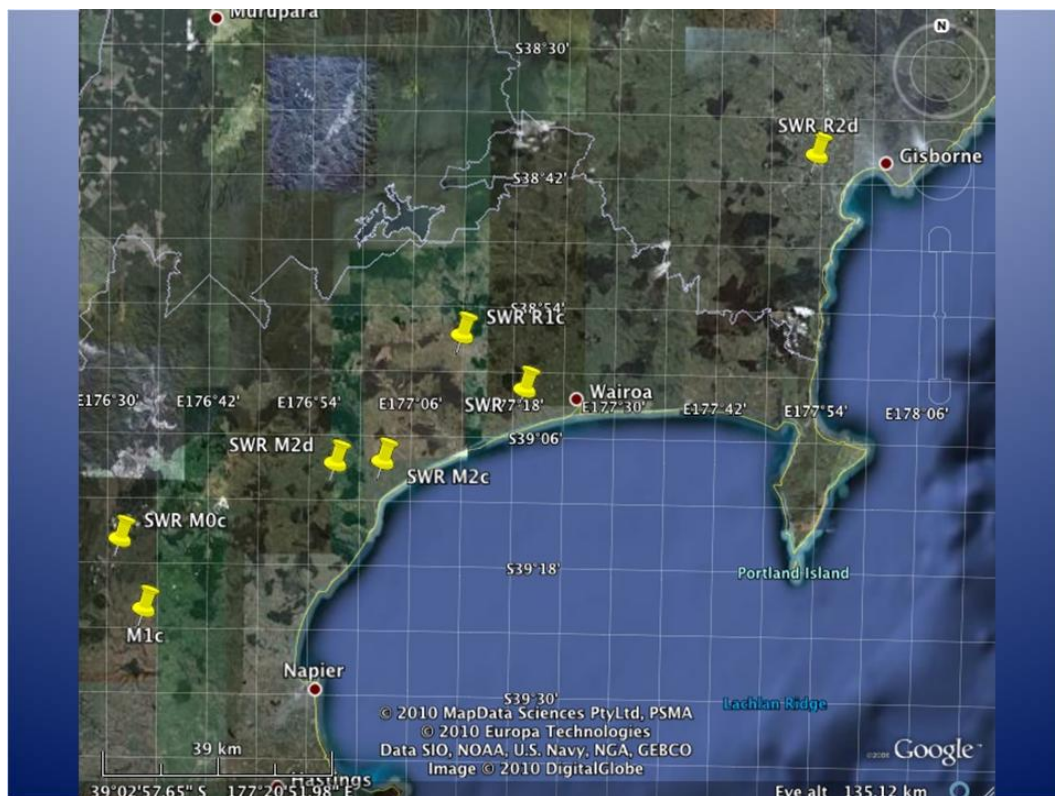 Murupara
N
S38°30'
SWR R2d
Gisborne
S38°42'
S38°54'
SWR R1c
Wairoa
SWR
E176°30' E176°42' E176°54' E177°06' E177°18' E177°30' E177°42' E177°54' E178°06'
S39°06'
SWR M2d
SWR M2c
SWR M0c
S39°18'
Portland Island
M1c
Napier
S39°30'
Lachlan Ridge
© 2010 MapData Sciences PtyLtd, PSMA
© 2010 Europa Technologies
Data SIO, NOAA, U.S. Navy, NGA, GEBCO
Image © 2010 DigitalGlobe
39 km
Google
Hastings
39°02'57.65" S 177°20'51.98" E
Eye alt 135.12 km